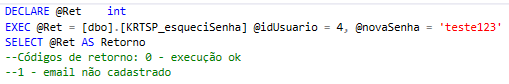 DECLARE @Ret    int
EXEC @Ret = [dbo].[KRTSP_esqueciSenha] @idUsuario = 4, @novaSenha = 'teste123'
SELECT @Ret AS Retorno
--Códigos de retorno: 0 - execução ok
--1 - email não cadastrado